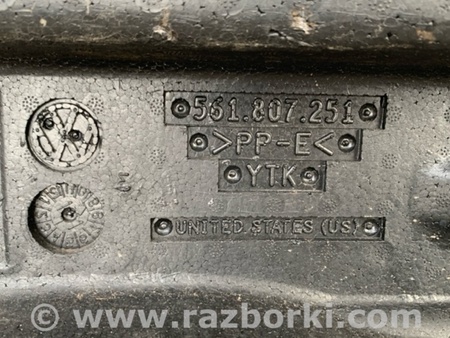 561.807.251
>PP-E<
YTK
UNITED STATES (US)
www.razborki.com